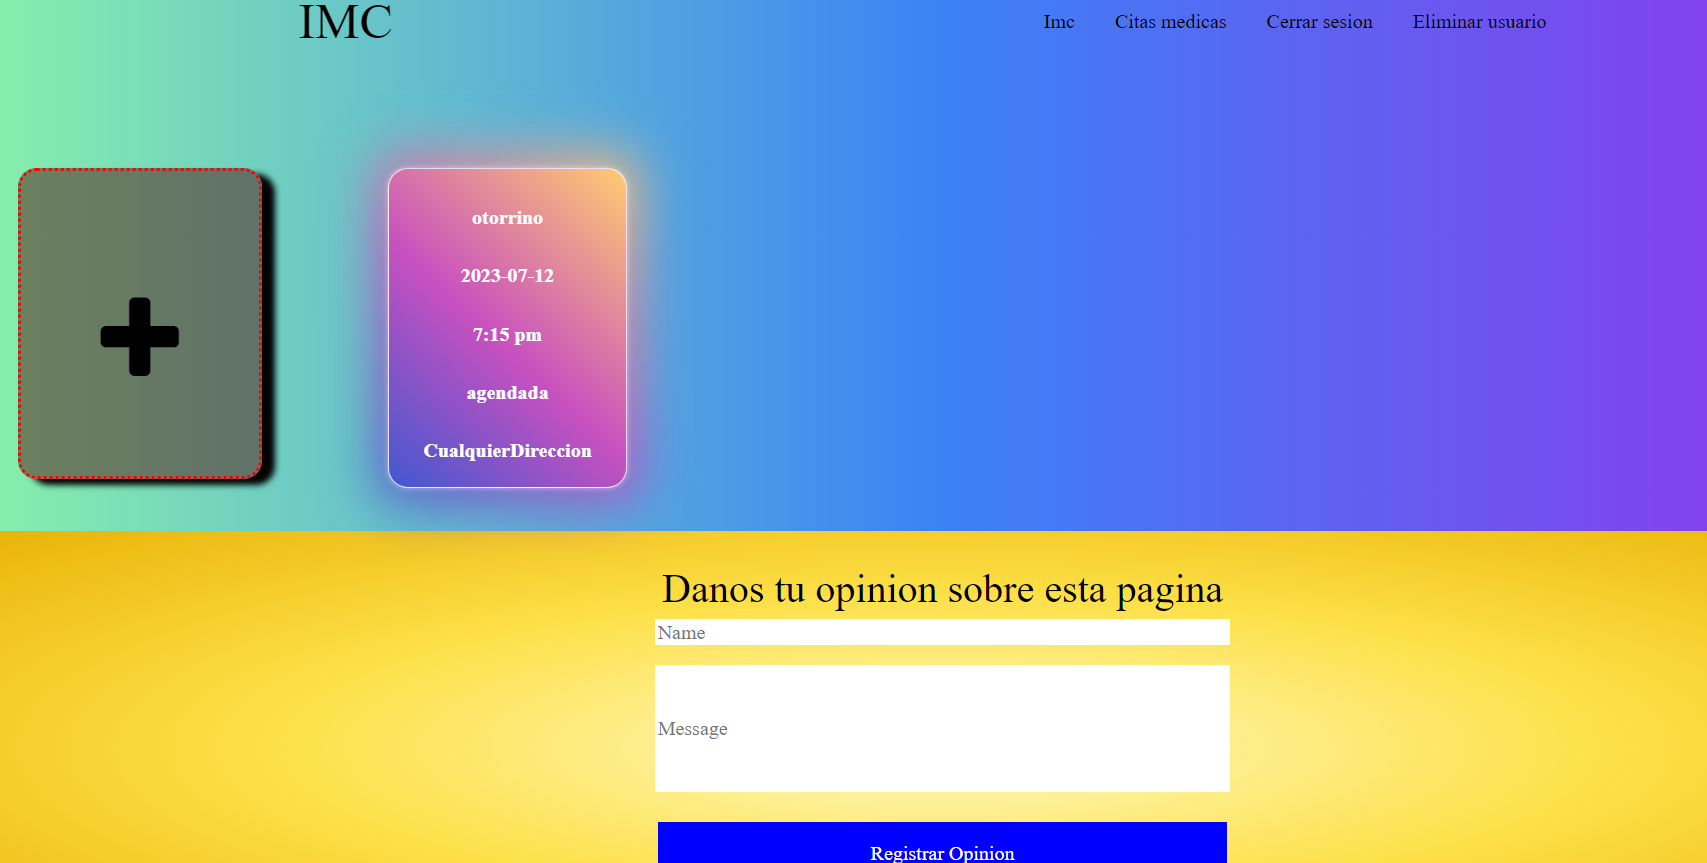 IMC
Imc
Citas medicas
Cerrar sesion
Eliminar usuario
otorrino
2023-07-12
7:15 pm
agendada
CualquierDireccion
Danos tu opinion sobre esta pagina
Name
Message
Registrar Opinion